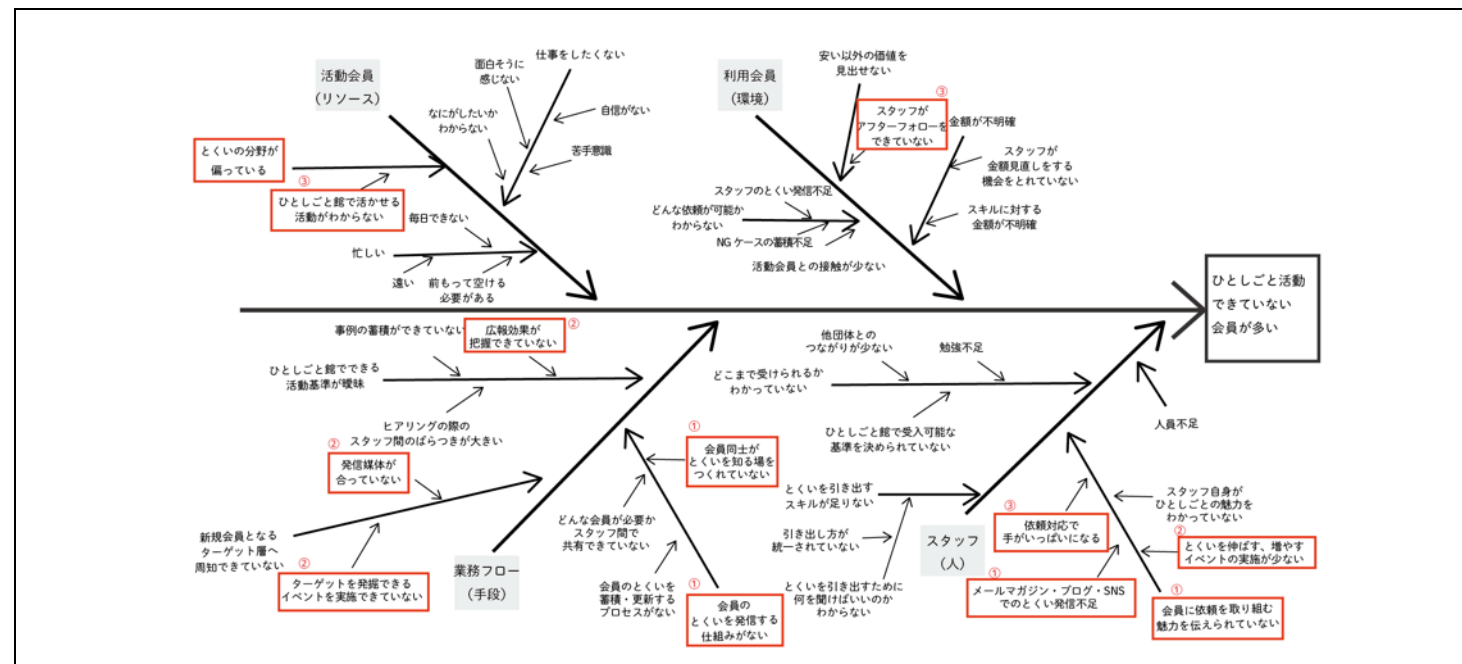 活動会員
(リソース)
面白そうに
感じない
仕事をしたくない
なにがしたいか
わからない
自信がない
苦手意識
とくいの分野が
偏っている
③
ひとしごと館で活かせる
活動がわからない
毎日できない
忙しい
遠い
前もって空ける
必要がある
利用会員
(環境)
安い以外の価値を
見出せない
③
スタッフが
アフターフォローを
できていない
金額が不明確
スタッフが
金額見直しをする
機会をとれていない
スキルに対する
金額が不明確
スタッフのとくい発信不足
どんな依頼が可能か
わからない
NGケースの蓄積不足
活動会員との接触が少ない
ひとしごと活動
できていない
会員が多い
事例の蓄積ができていない
広報効果が
把握できていない
②
ひとしごと館でできる
活動基準が曖昧
ヒアリングの際の
スタッフ間のばらつきが大きい
②
発信媒体が
合っていない
新規会員となる
ターゲット層へ
周知できていない
②
ターゲットを発掘できる
イベントを実施できていない
業務フロー
(手段)
①
会員同士が
とくいを知る場を
つくれていない
どんな会員が必要か
スタッフ間で
共有できていない
会員のとくいを
蓄積・更新する
プロセスがない
①
会員の
とくいを発信する
仕組みがない
他団体との
つながりが少ない
勉強不足
どこまで受けられるか
わかっていない
ひとしごと館で受入可能な
基準を決められていない
人員不足
とくいを引き出す
スキルが足りない
引き出し方が
統一されていない
とくいを引き出すために
何を聞けばいいのか
わからない
スタッフ
(人)
③
依頼対応で
手がいっぱいになる
スタッフ自身が
ひとしごとの魅力を
わかっていない
②
とくいを伸ばす、増やす
イベントの実施が少ない
①
メールマガジン・ブログ・SNS
でのとくい発信不足
①
会員に依頼を取り組む
魅力を伝えられていない